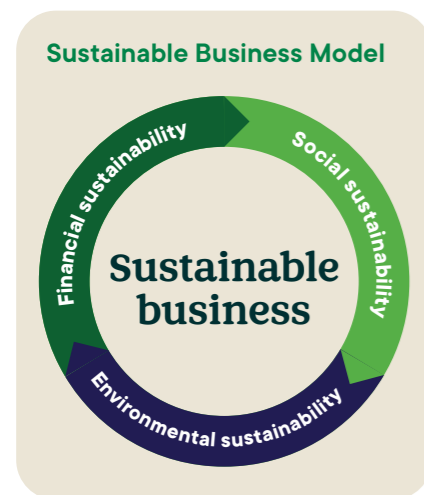 Sustainable Business Model
Financial sustainability
Social sustainability
Sustainable
business
Environmental sustainability